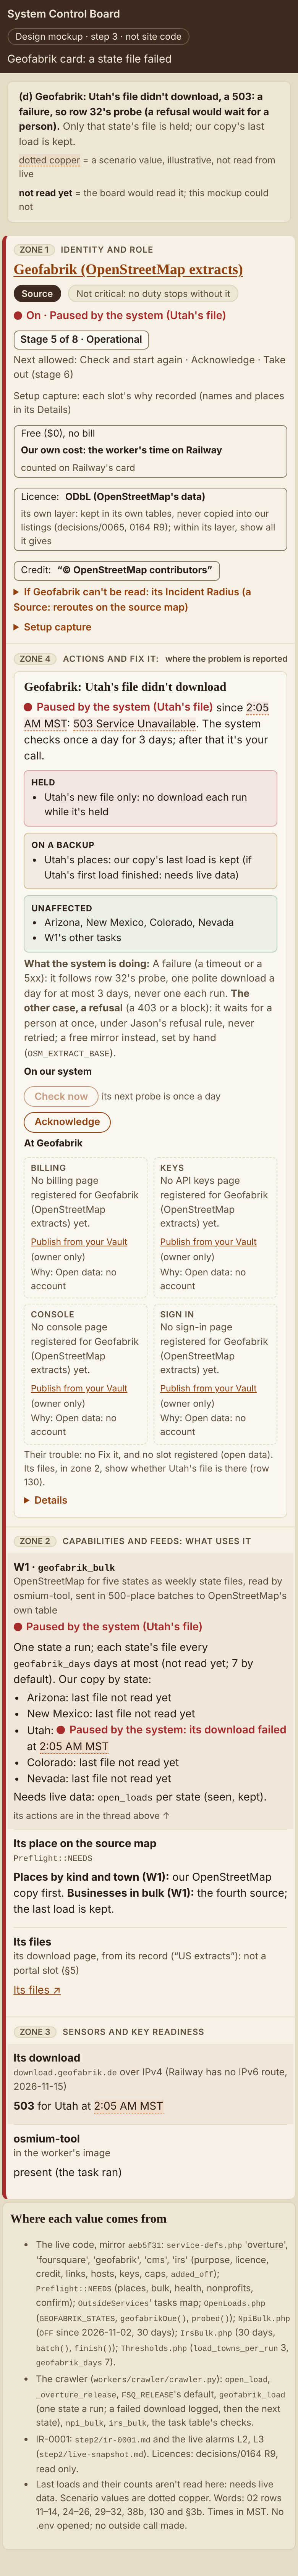 System Control Board
Design mockup · step 3 · not site code
Geofabrik card: a state file failed
(d) Geofabrik: Utah's file didn't download, a 503: a
failure, so row 32's probe (a refusal would wait for a
person). Only that state's file is held; our copy's last
load is kept.
dotted copper = a scenario value, illustrative, not read from
live
not read yet = the board would read it; this mockup could
not
ZONE 1 IDENTITY AND ROLE
Geofabrik (OpenStreetMap extracts)
Source Not critical: no duty stops without it
On · Paused by the system (Utah's file)
Stage 5 of 8 · Operational
Next allowed: Check and start again · Acknowledge · Take
out (stage 6)
Setup capture: each slot's why recorded (names and places
in its Details)
Free ($0), no bill
Our own cost: the worker's time on Railway
counted on Railway's card
Licence: ODbL (OpenStreetMap's data)
its own layer: kept in its own tables, never copied into our
listings (decisions/0065, 0164 R9); within its layer, show all
it gives
Credit: “© OpenStreetMap contributors”
▶ If Geofabrik can't be read: its Incident Radius (a
Source: reroutes on the source map)
▶ Setup capture
ZONE 4 ACTIONS AND FIX IT: where the problem is reported
Geofabrik: Utah's file didn't download
Paused by the system (Utah's file) since 2:05
AM MST: 503 Service Unavailable. The system
checks once a day for 3 days; after that it's your
call.
HELD
• Utah's new file only: no download each run
while it's held
ON A BACKUP
• Utah's places: our copy's last load is kept (if
Utah's first load finished: needs live data)
UNAFFECTED
• Arizona, New Mexico, Colorado, Nevada
• W1's other tasks
What the system is doing: A failure (a timeout or a
5xx): it follows row 32's probe, one polite download a
day for at most 3 days, never one each run. The
other case, a refusal (a 403 or a block): it waits for a
person at once, under Jason's refusal rule, never
retried; a free mirror instead, set by hand
(OSM_EXTRACT_BASE).
On our system
Check now its next probe is once a day
Acknowledge
At Geofabrik
BILLING
No billing page
registered for Geofabrik
(OpenStreetMap
extracts) yet.
Publish from your Vault
(owner only)
Why: Open data: no
account
KEYS
No API keys page
registered for Geofabrik
(OpenStreetMap
extracts) yet.
Publish from your Vault
(owner only)
Why: Open data: no
account
CONSOLE
No console page
registered for Geofabrik
(OpenStreetMap
extracts) yet.
Publish from your Vault
(owner only)
Why: Open data: no
account
SIGN IN
No sign-in page
registered for Geofabrik
(OpenStreetMap
extracts) yet.
Publish from your Vault
(owner only)
Why: Open data: no
account
Their trouble: no Fix it, and no slot registered (open data).
Its files, in zone 2, show whether Utah's file is there (row
130).
▶ Details
ZONE 2 CAPABILITIES AND FEEDS: WHAT USES IT
W1 · geofabrik_bulk
OpenStreetMap for five states as weekly state files, read by
osmium-tool, sent in 500-place batches to OpenStreetMap's
own table
Paused by the system (Utah's file)
One state a run; each state's file every
geofabrik_days days at most (not read yet; 7 by
default). Our copy by state:
• Arizona: last file not read yet
• New Mexico: last file not read yet
• Utah: Paused by the system: its download failed
at 2:05 AM MST
• Colorado: last file not read yet
• Nevada: last file not read yet
Needs live data: open_loads per state (seen, kept).
its actions are in the thread above ↑
Its place on the source map
Preflight::NEEDS
Places by kind and town (W1): our OpenStreetMap
copy first. Businesses in bulk (W1): the fourth source;
the last load is kept.
Its files
its download page, from its record (“US extracts”): not a
portal slot (§5)
Its files ↗
ZONE 3 SENSORS AND KEY READINESS
Its download
download.geofabrik.de over IPv4 (Railway has no IPv6 route,
2026-11-15)
503 for Utah at 2:05 AM MST
osmium-tool
in the worker's image
present (the task ran)
Where each value comes from
• The live code, mirror aeb5f31: service-defs.php 'overture',
'foursquare', 'geofabrik', 'cms', 'irs' (purpose, licence,
credit, links, hosts, keys, caps, added_off);
Preflight::NEEDS (places, bulk, health, nonprofits,
confirm); OutsideServices' tasks map; OpenLoads.php
(GEOFABRIK_STATES, geofabrikDue(), probed()); NpiBulk.php
(OFF since 2026-11-02, 30 days); IrsBulk.php (30 days,
batch(), finish()); Thresholds.php (load_towns_per_run 3,
geofabrik_days 7).
• The crawler (workers/crawler/crawler.py): open_load,
_overture_release, FSQ_RELEASE's default, geofabrik_load
(one state a run; a failed download logged, then the next
state), npi_bulk, irs_bulk, the task table's checks.
• IR-0001: step2/ir-0001.md and the live alarms L2, L3
(step2/live-snapshot.md). Licences: decisions/0164 R9,
read only.
• Last loads and their counts aren't read here: needs live
data. Scenario values are dotted copper. Words: 02 rows
11–14, 24–26, 29–32, 38b, 130 and §3b. Times in MST. No
.env opened; no outside call made.